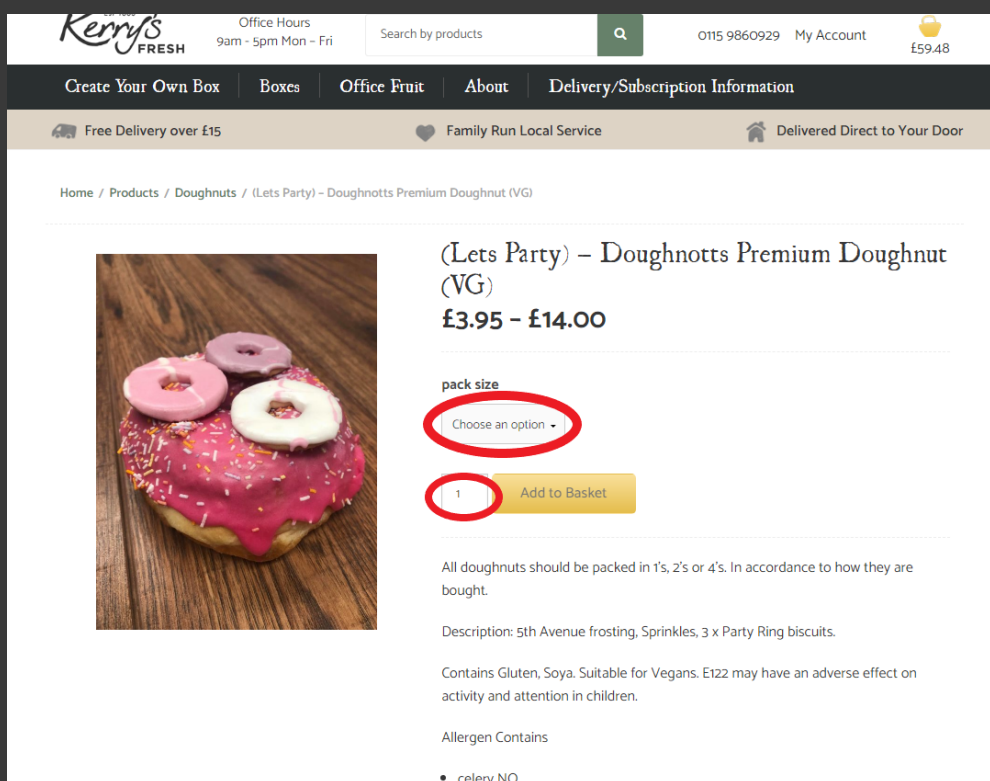 Kerry's
FRESH
Office Hours
9am - 5pm Mon – Fri
Search by products
0115 9860929 My Account
£59.48
Create Your Own Box Boxes Office Fruit About Delivery/Subscription Information
Free Delivery over £15 Family Run Local Service Delivered Direct to Your Door
Home / Products / Doughnuts / (Lets Party) – Doughnotts Premium Doughnut (VG)
(Lets Party) – Doughnotts Premium Doughnut
(VG)
£3.95 – £14.00
pack size
Choose an option
1 Add to Basket
All doughnuts should be packed in 1's, 2's or 4's. In accordance to how they are
bought.
Description: 5th Avenue frosting, Sprinkles, 3 x Party Ring biscuits.
Contains Gluten, Soya. Suitable for Vegans. E122 may have an adverse effect on
activity and attention in children.
Allergen Contains
celery NO